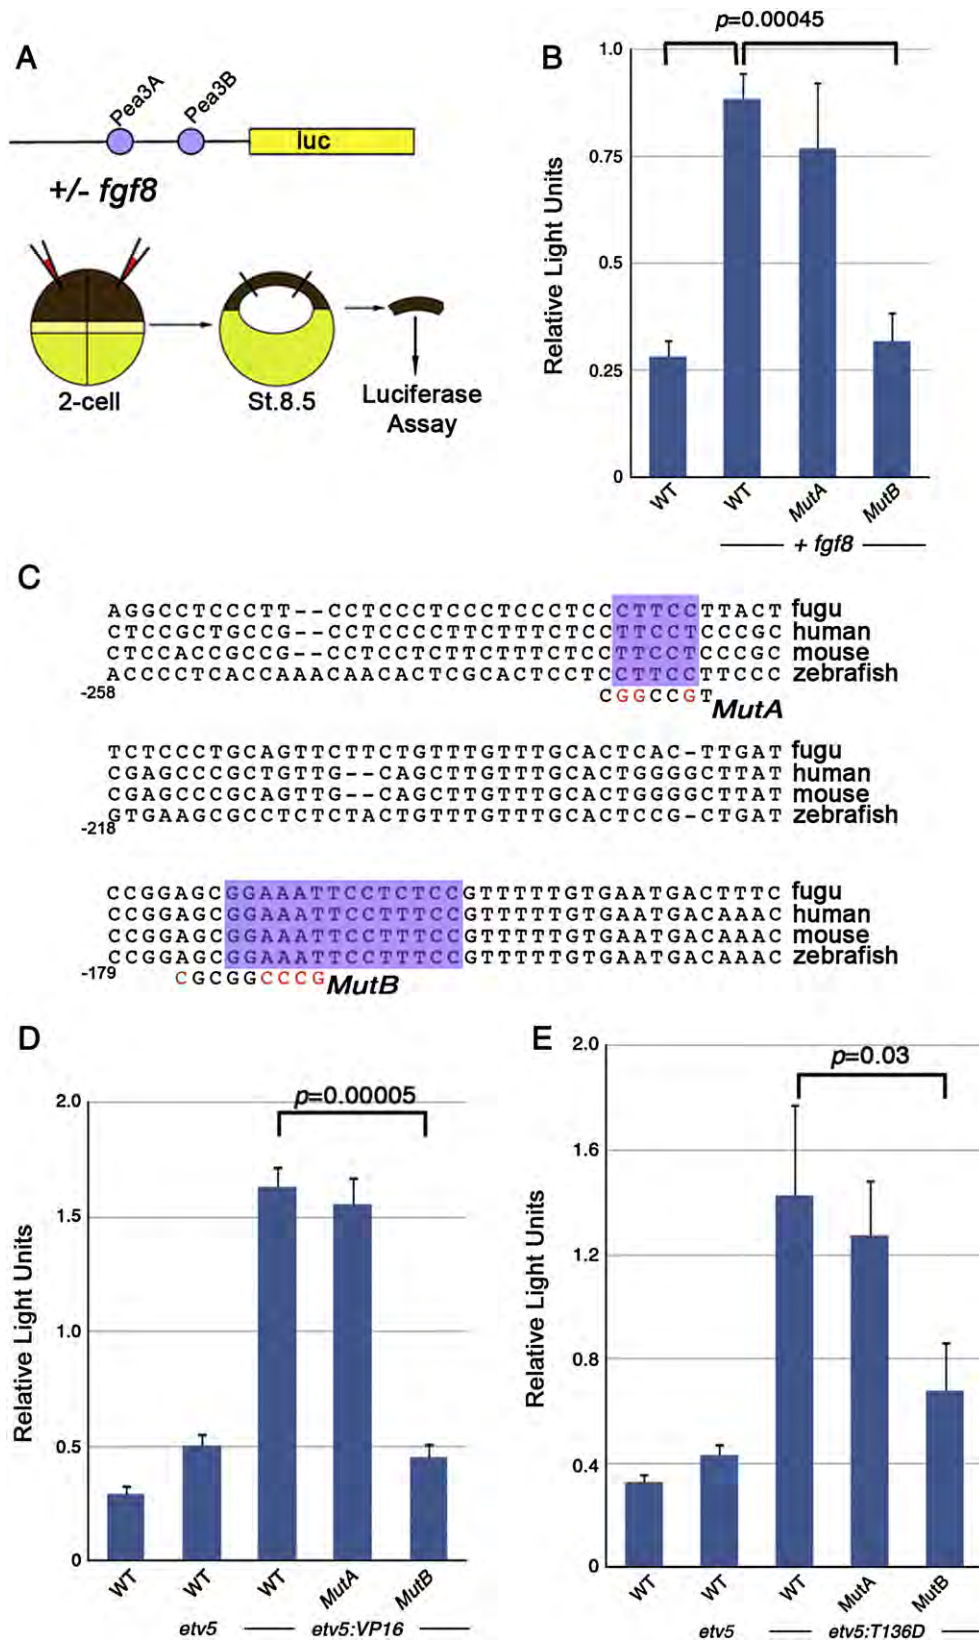 A
Pea3A
Pea3B
luc
+/- fgf8
2-cell
St.8.5
Luciferase
Assay
B
p=0.00045
Relative Light Units
1.0
0.75
0.5
0.25
0
WT
WT
MutA
MutB
+ fgf8
C
AGGCCTCCCTT--CCTCCCTCCCTCCCTCCCTTCCTTACT fugu
CTCCGCTGCCG--CCTCCCCTTCTTTCTCCTTCCTCCCGC human
CTCCACCGCCG--CCTCCTCTTCTTTCTCCTTCCTCCCGC mouse
ACCCCTCACCAAACAACACTCGCACTCCTCCTTCCTTCCC zebrafish
-258
CGGCCGT MutA
TCTCCCTGCAGTTCTTCTGTTTGTTTGCACTCAC-TTGAT fugu
CGAGCCCGCTGTTG--CAGCTTGTTTGCACTGGGGCTTAT human
CGAGCCCGCAGTTG--CAGCTTGTTTGCACTGGGGCTTAT mouse
GTGAAGCGCCTCTCTACTGTTTGTTTGCACTCCG-CTGAT zebrafish
-218
CCGGAGCGGAAATTCCTCTCCGTTTTTGTGAATGACTTTC fugu
CCGGAGCGGAAATTCCTTTCCGTTTTTGTGAATGACAAAC human
CCGGAGCGGAAATTCCTTTCCGTTTTTGTGAATGACAAAC mouse
CCGGAGCGGAAATTCCTTTCCGTTTTTGTGAATGACAAAC zebrafish
-179
CGCGGCCCG MutB
D
p=0.00005
Relative Light Units
2.0
1.5
1.0
0.5
0
WT
WT
WT
MutA
MutB
etv5
etv5:VP16
E
p=0.03
Relative Light Units
2.0
1.6
1.2
0.8
0.4
0
WT
WT
WT
MutA
MutB
etv5
etv5:T136D